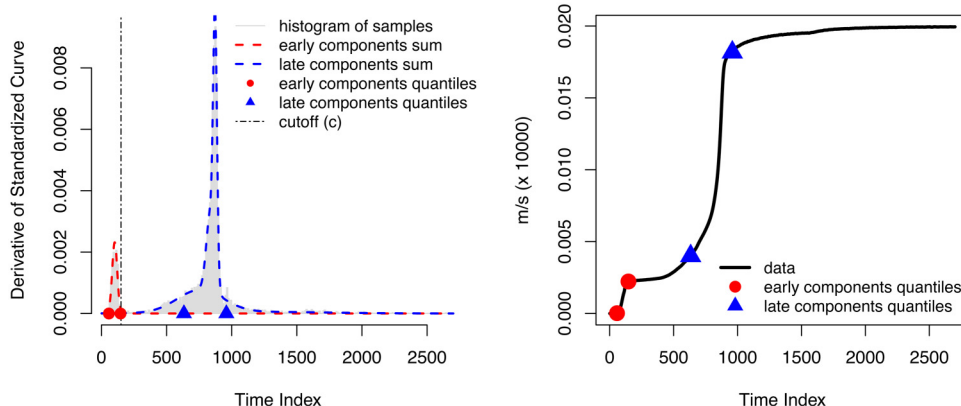 histogram of samples
early components sum
late components sum
early components quantiles
late components quantiles
cutoff (c)
Derivative of Standardized Curve
0.000
0.002
0.004
0.006
0.008
0 500 1000 1500 2000 2500
Time Index
m/s (x 10000)
0.000
0.005
0.010
0.015
0.020
data
early components quantiles
late components quantiles
0 500 1000 1500 2000 2500
Time Index